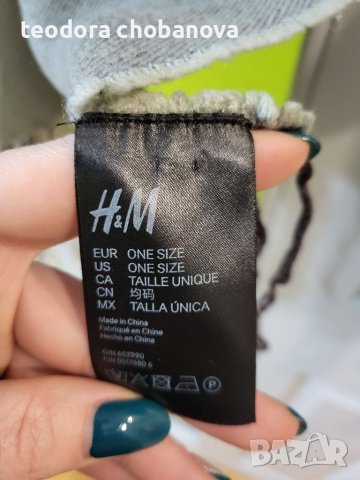 teodora chobanova
H&M
EUR ONE SIZE
US ONE SIZE
CA TAILLE UNIQUE
CN 均码
MX TALLA ÚNICA
Made in China
Fabriqué en Chine
Hecho en China
BAZAR